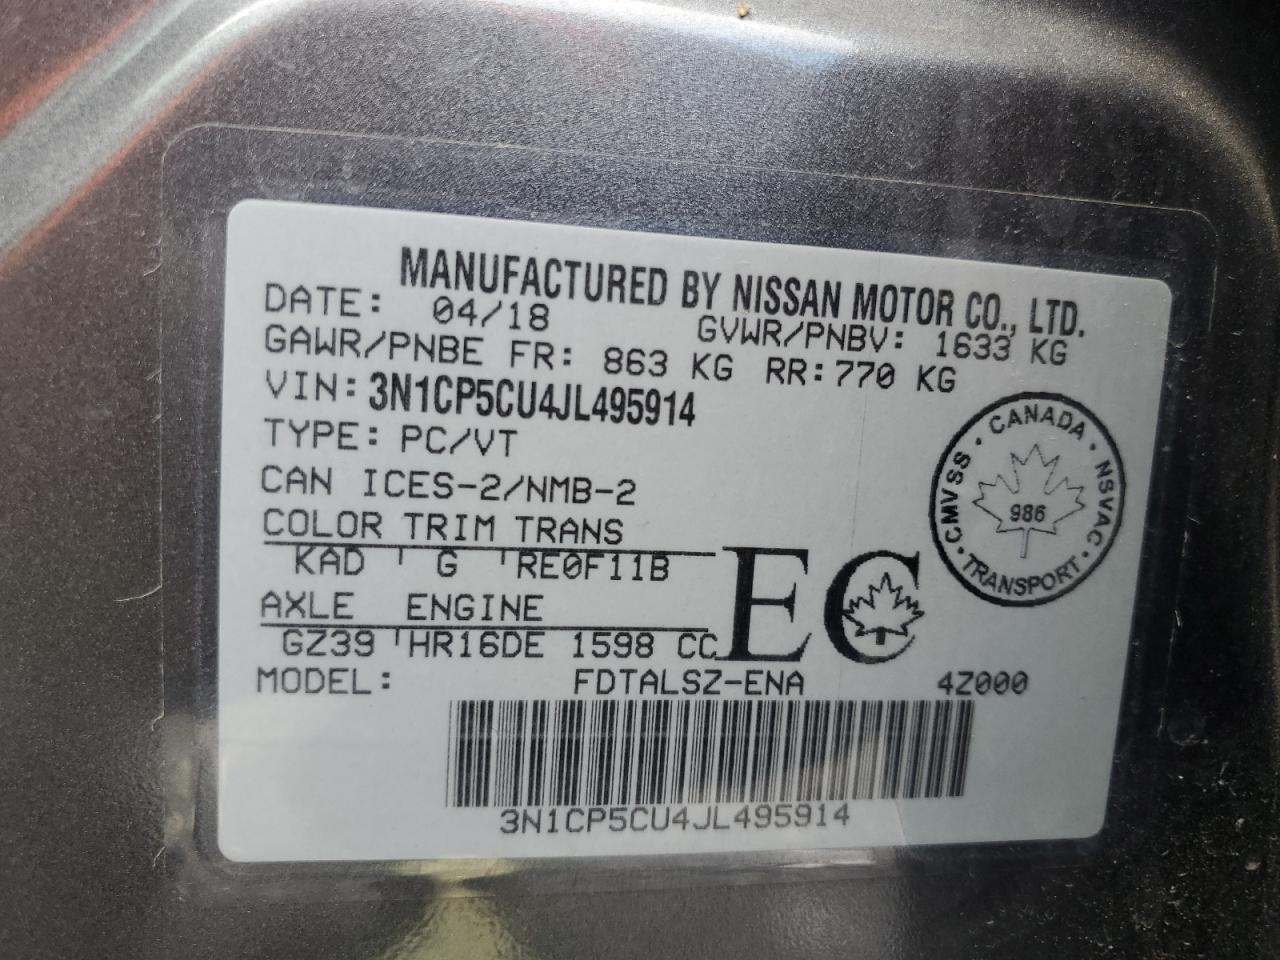 MANUFACTURED BY NISSAN MOTOR CO., LTD.
DATE: 04/18 GVWR/PNBV: 1633 KG
GAWR/PNBE FR: 863 KG RR: 770 KG
VIN: 3N1CP5CU4JL495914
TYPE: PC/VT
CAN ICES-2/NMB-2
COLOR TRIM TRANS
KAD G RE0F11B
AXLE ENGINE
GZ39 HR16DE 1598 CC
MODEL: FDTALSZ-ENA 4Z000
3N1CP5CU4JL495914
EC
CANADA · NSVAC · TRANSPORT · CMVSS ·
986